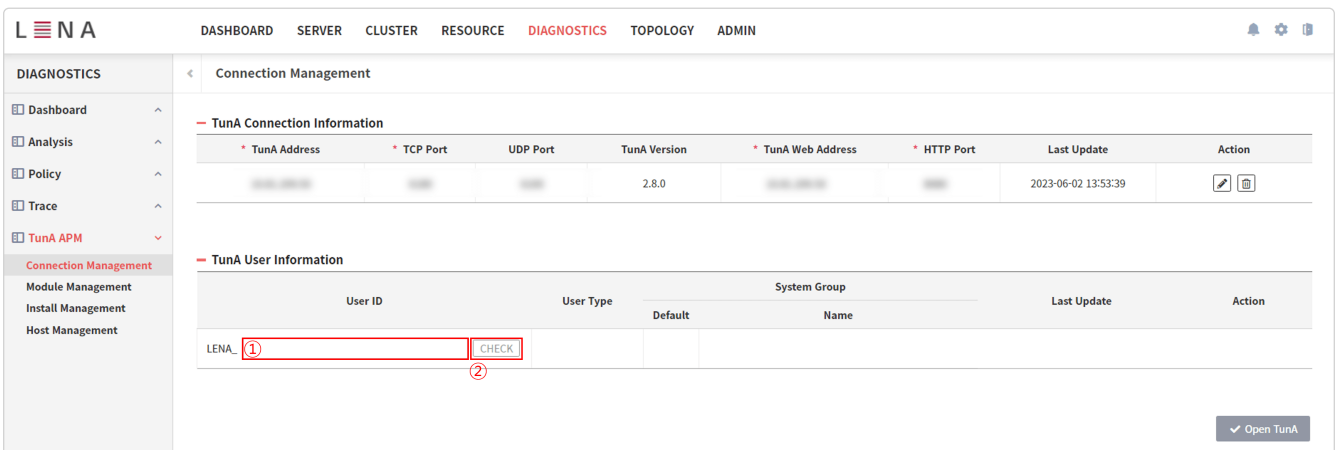 LENA
DASHBOARD SERVER CLUSTER RESOURCE DIAGNOSTICS TOPOLOGY ADMIN
DIAGNOSTICS
Connection Management
Dashboard
Analysis
Policy
Trace
TunA APM
Connection Management
Module Management
Install Management
Host Management
TunA Connection Information
* TunA Address * TCP Port UDP Port TunA Version * TunA Web Address * HTTP Port Last Update Action
2.8.0 2023-06-02 13:53:39
TunA User Information
User ID User Type System Group Last Update Action
Default Name
LENA_ ① CHECK
②
Open TunA